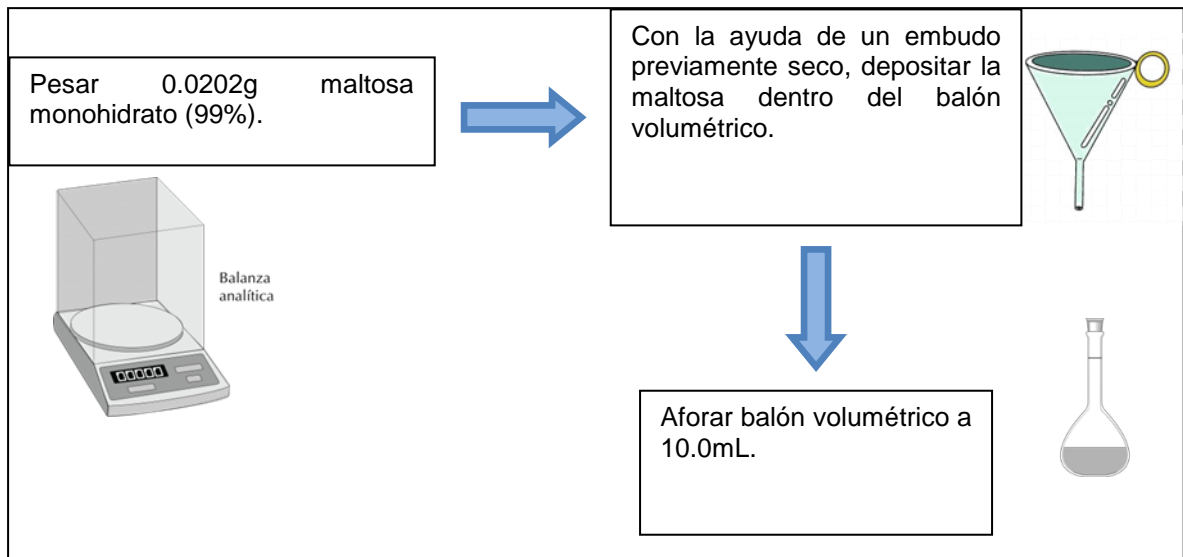 Pesar 0.0202g maltosa
monohidrato (99%).
Con la ayuda de un embudo
previamente seco, depositar la
maltosa dentro del balón
volumétrico.
Balanza
analítica
00000
Aforar balón volumétrico a
10.0mL.